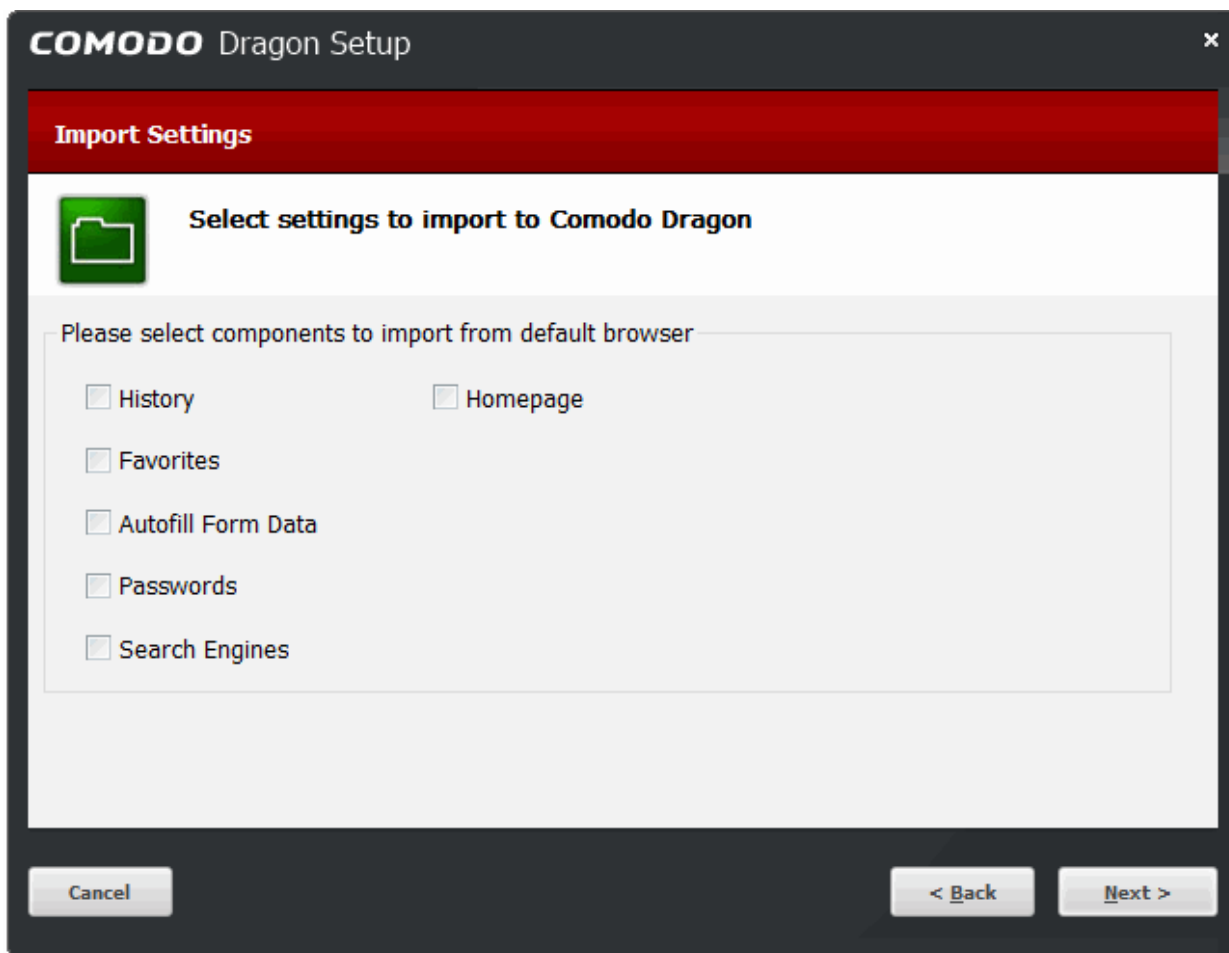 COMODO Dragon Setup
Import Settings
Select settings to import to Comodo Dragon
Please select components to import from default browser
History Homepage
Favorites
Autofill Form Data
Passwords
Search Engines
Cancel < Back Next >